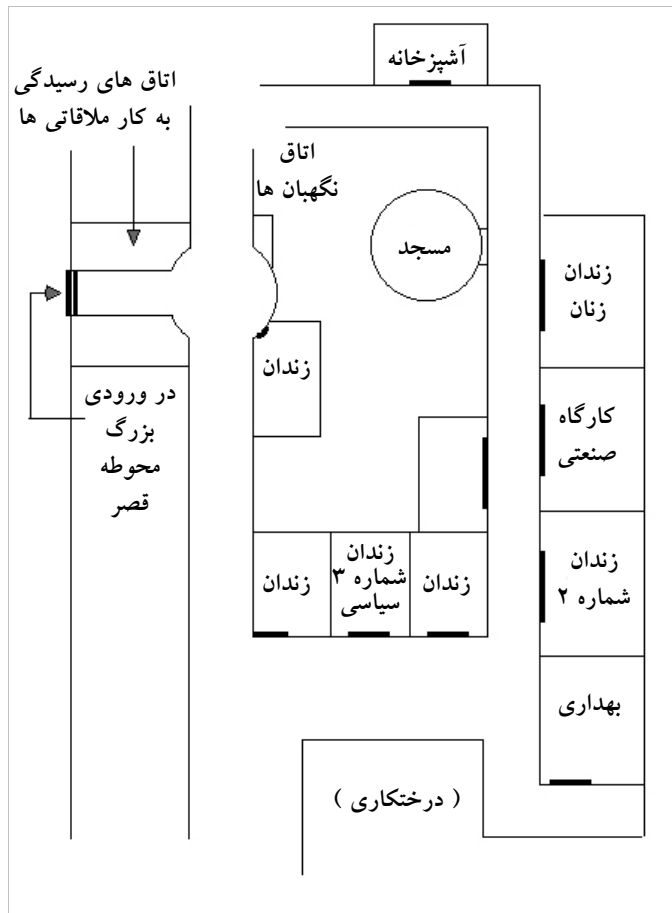 آشپزخانه
اتاق های رسیدگی
به کار ملاقاتی ها
اتاق
نگهبان ها
مسجد
زندان
زنان
زندان
در ورودی
بزرگ
محوطه
قصر
کارگاه
صنعتی
زندان
شماره ۲
زندان
زندان
شماره ۳
سیاسی
زندان
بهداری
( درختکاری )